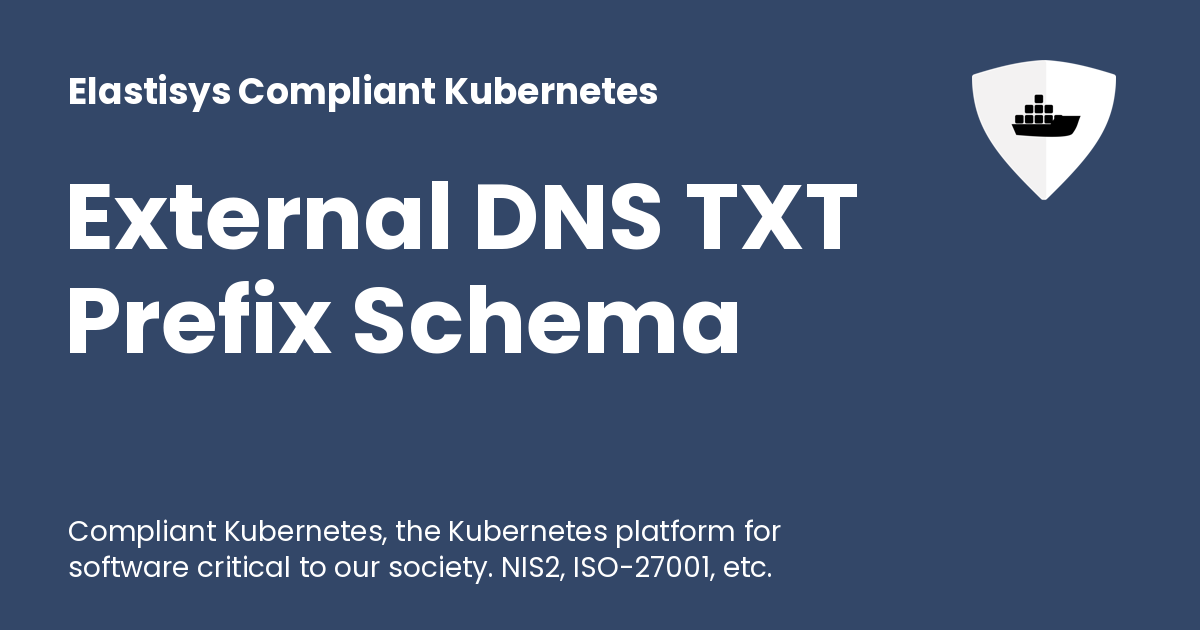 Elastisys Compliant Kubernetes
External DNS TXT
Prefix Schema
Compliant Kubernetes, the Kubernetes platform for
software critical to our society. NIS2, ISO-27001, etc.